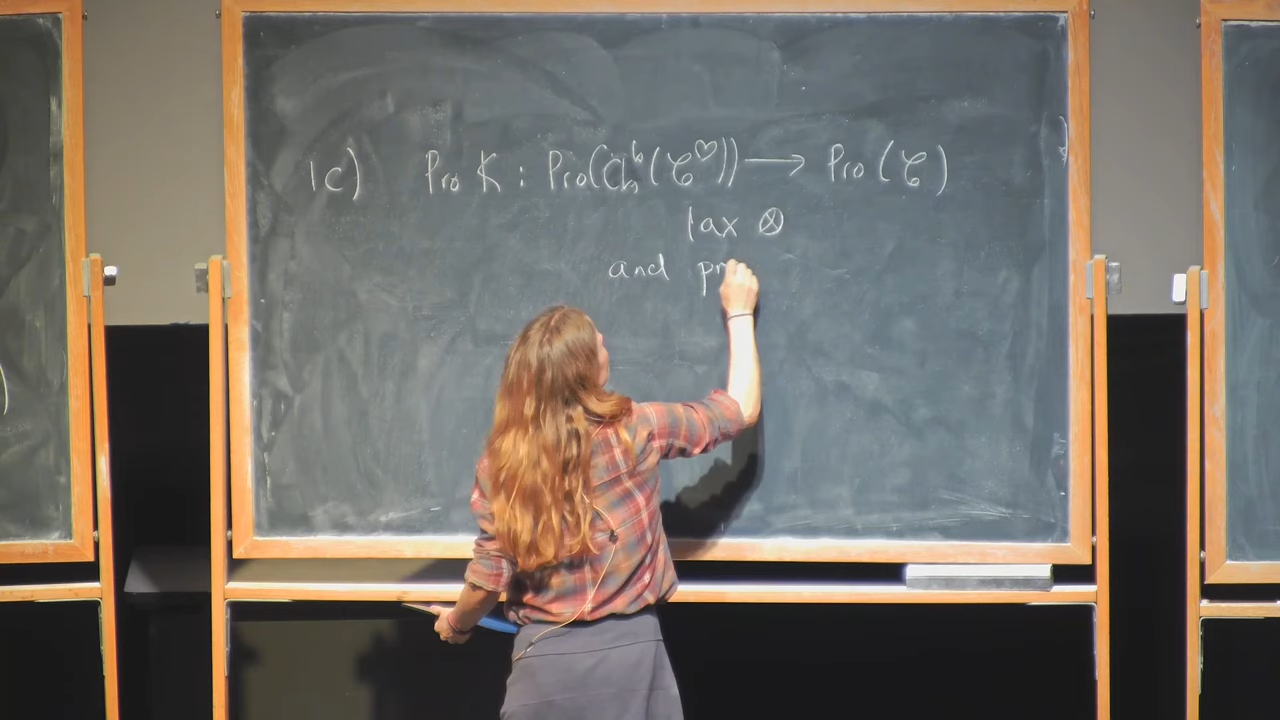 1c) Pro K : Pro(Ch^b(𝒞^♡)) ⟶ Pro(𝒞)
lax ⊗
and pr